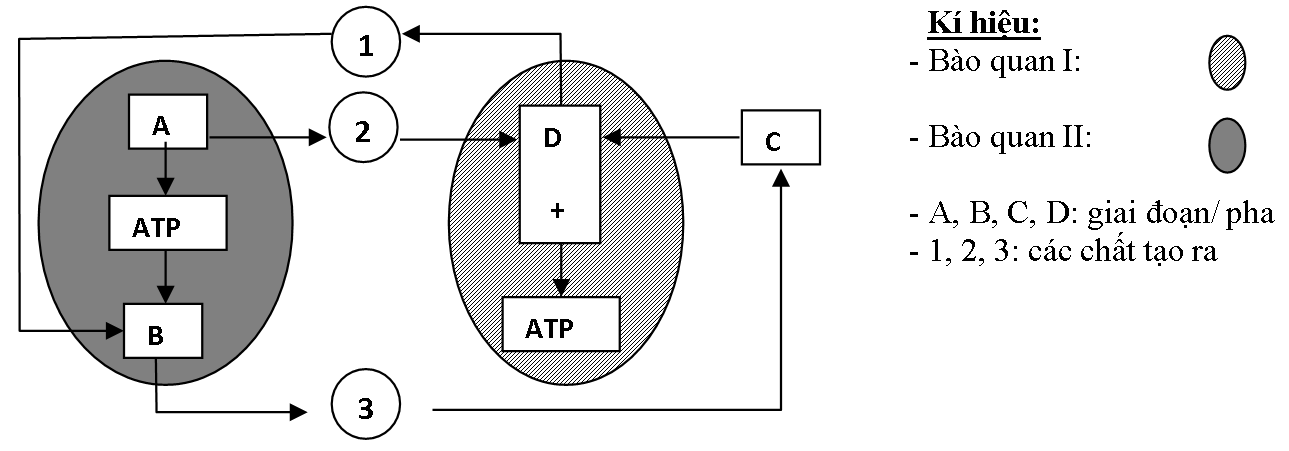 1
A
2
D
C
+
ATP
B
ATP
3
Kí hiệu:
- Bào quan I:
- Bào quan II:
- A, B, C, D: giai đoạn/ pha
- 1, 2, 3: các chất tạo ra